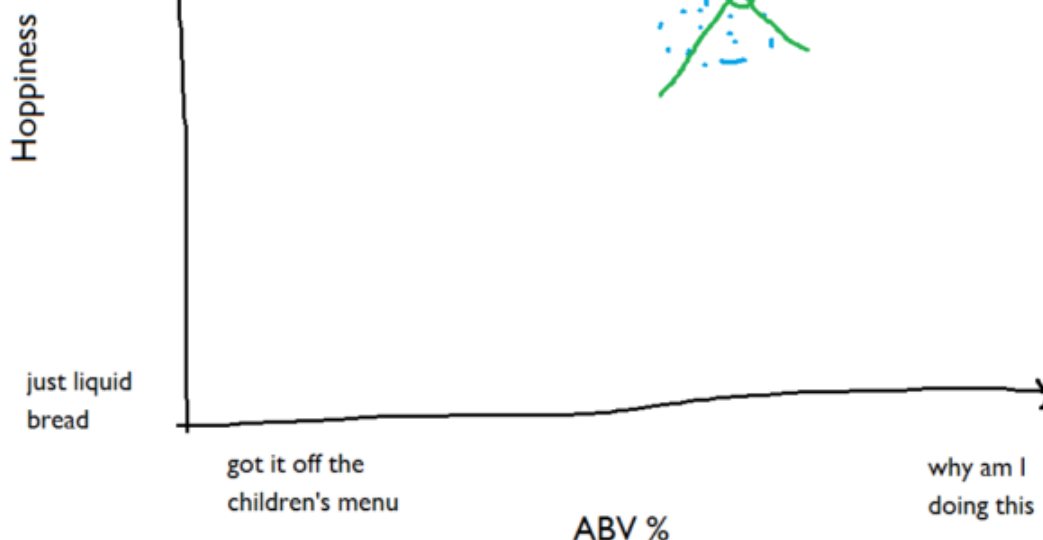 Hoppiness
just liquid
bread
got it off the
children's menu
why am I
doing this
ABV %